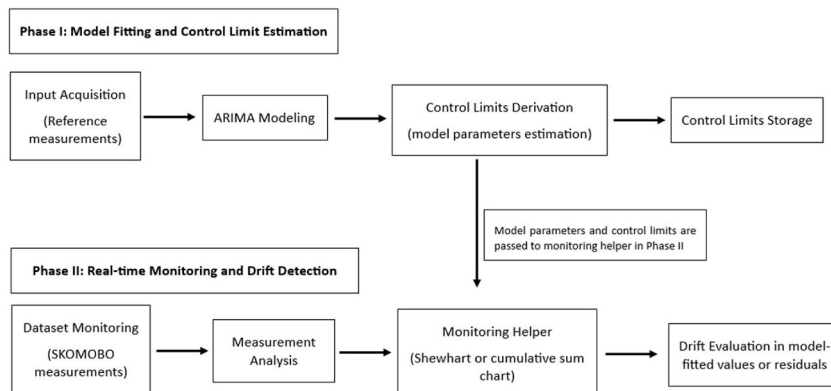 Phase I: Model Fitting and Control Limit Estimation
Input Acquisition
(Reference
measurements)
ARIMA Modeling
Control Limits Derivation
(model parameters estimation)
Control Limits Storage
Model parameters and control limits are
passed to monitoring helper in Phase II
Phase II: Real-time Monitoring and Drift Detection
Dataset Monitoring
(SKOMOBO
measurements)
Measurement
Analysis
Monitoring Helper
(Shewhart or cumulative sum
chart)
Drift Evaluation in model-
fitted values or residuals